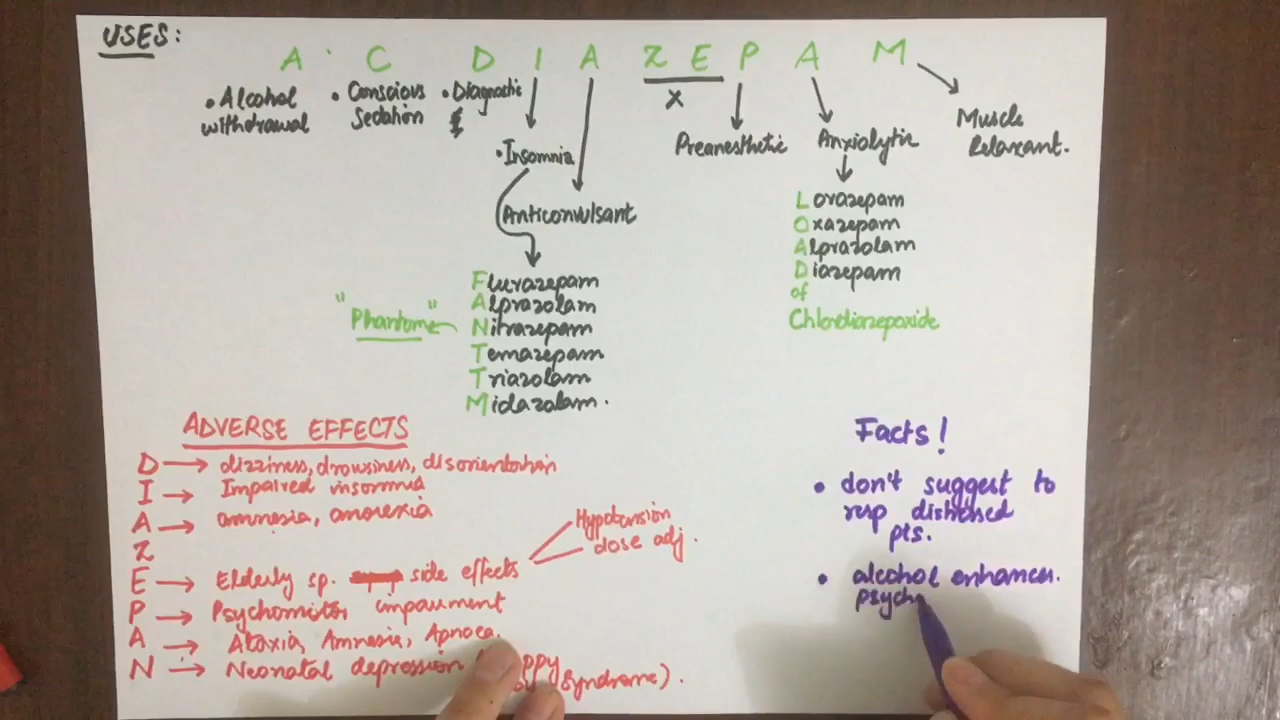 USES:
A C D I A Z E P A M
• Alcohol withdrawal
• Conscious Sedation
• Diagnostic
• Insomnia
Anticonvulsant
X
Preanesthetic
Anxiolytic
Muscle Relaxant.
"Phantom"
Flurazepam
Alprazolam
Nitrazepam
Temazepam
Triazolam
Midazolam.
Lorazepam
Oxazepam
Alprazolam
Diazepam
of
Chlordiazepoxide
ADVERSE EFFECTS
D → dizziness, drowsiness, disorientation
I → Impaired insomnia
A → amnesia, anorexia
Z
E → Elderly sp. side effects
Hypotension
dose adj.
P → Psychomotor impairment
A → Ataxia, Amnesia, Apnoea.
N → Neonatal depression
Syndrome).
Facts!
• don't suggest to
resp distressed
pts.
• alcohol enhances.
psych